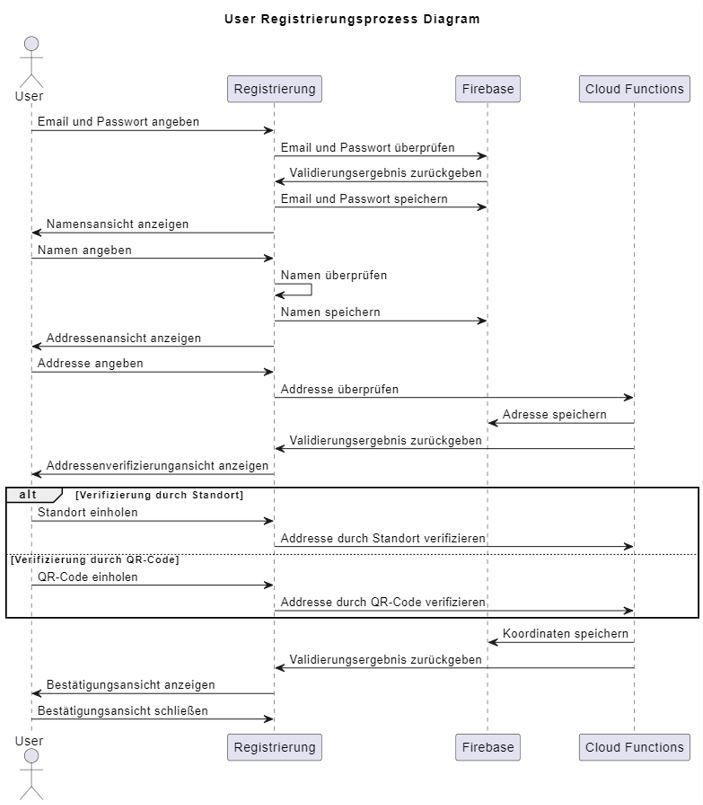 User Registrierungsprozess Diagram
User
Registrierung
Firebase
Cloud Functions
Email und Passwort angeben
Email und Passwort überprüfen
Validierungsergebnis zurückgeben
Email und Passwort speichern
Namensansicht anzeigen
Namen angeben
Namen überprüfen
Namen speichern
Addressenansicht anzeigen
Addresse angeben
Addresse überprüfen
Adresse speichern
Validierungsergebnis zurückgeben
Addressenverifizierungansicht anzeigen
alt [Verifizierung durch Standort]
Standort einholen
Addresse durch Standort verifizieren
[Verifizierung durch QR-Code]
QR-Code einholen
Addresse durch QR-Code verifizieren
Koordinaten speichern
Validierungsergebnis zurückgeben
Bestätigungsansicht anzeigen
Bestätigungsansicht schließen
User
Registrierung
Firebase
Cloud Functions